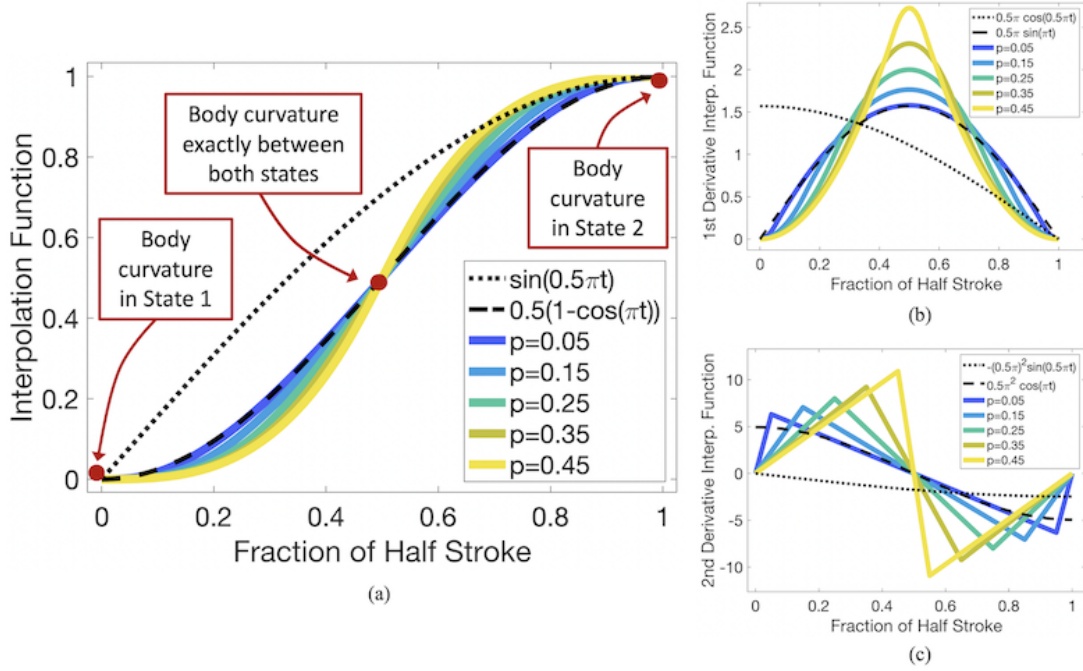 Interpolation Function
1
0.8
0.6
0.4
0.2
0
Body curvature
exactly between
both states
Body
curvature
in State 1
Body
curvature
in State 2
sin(0.5πt)
0.5(1-cos(πt))
p=0.05
p=0.15
p=0.25
p=0.35
p=0.45
0 0.2 0.4 0.6 0.8 1
Fraction of Half Stroke
(a)
1st Derivative Interp. Function
2.5
2
1.5
1
0.5
0
0.5π cos(0.5πt)
0.5π sin(πt)
p=0.05
p=0.15
p=0.25
p=0.35
p=0.45
0 0.2 0.4 0.6 0.8 1
Fraction of Half Stroke
(b)
2nd Derivative Interp. Function
10
5
0
-5
-10
-(0.5π)²sin(0.5πt)
0.5π² cos(πt)
p=0.05
p=0.15
p=0.25
p=0.35
p=0.45
0 0.2 0.4 0.6 0.8 1
Fraction of Half Stroke
(c)